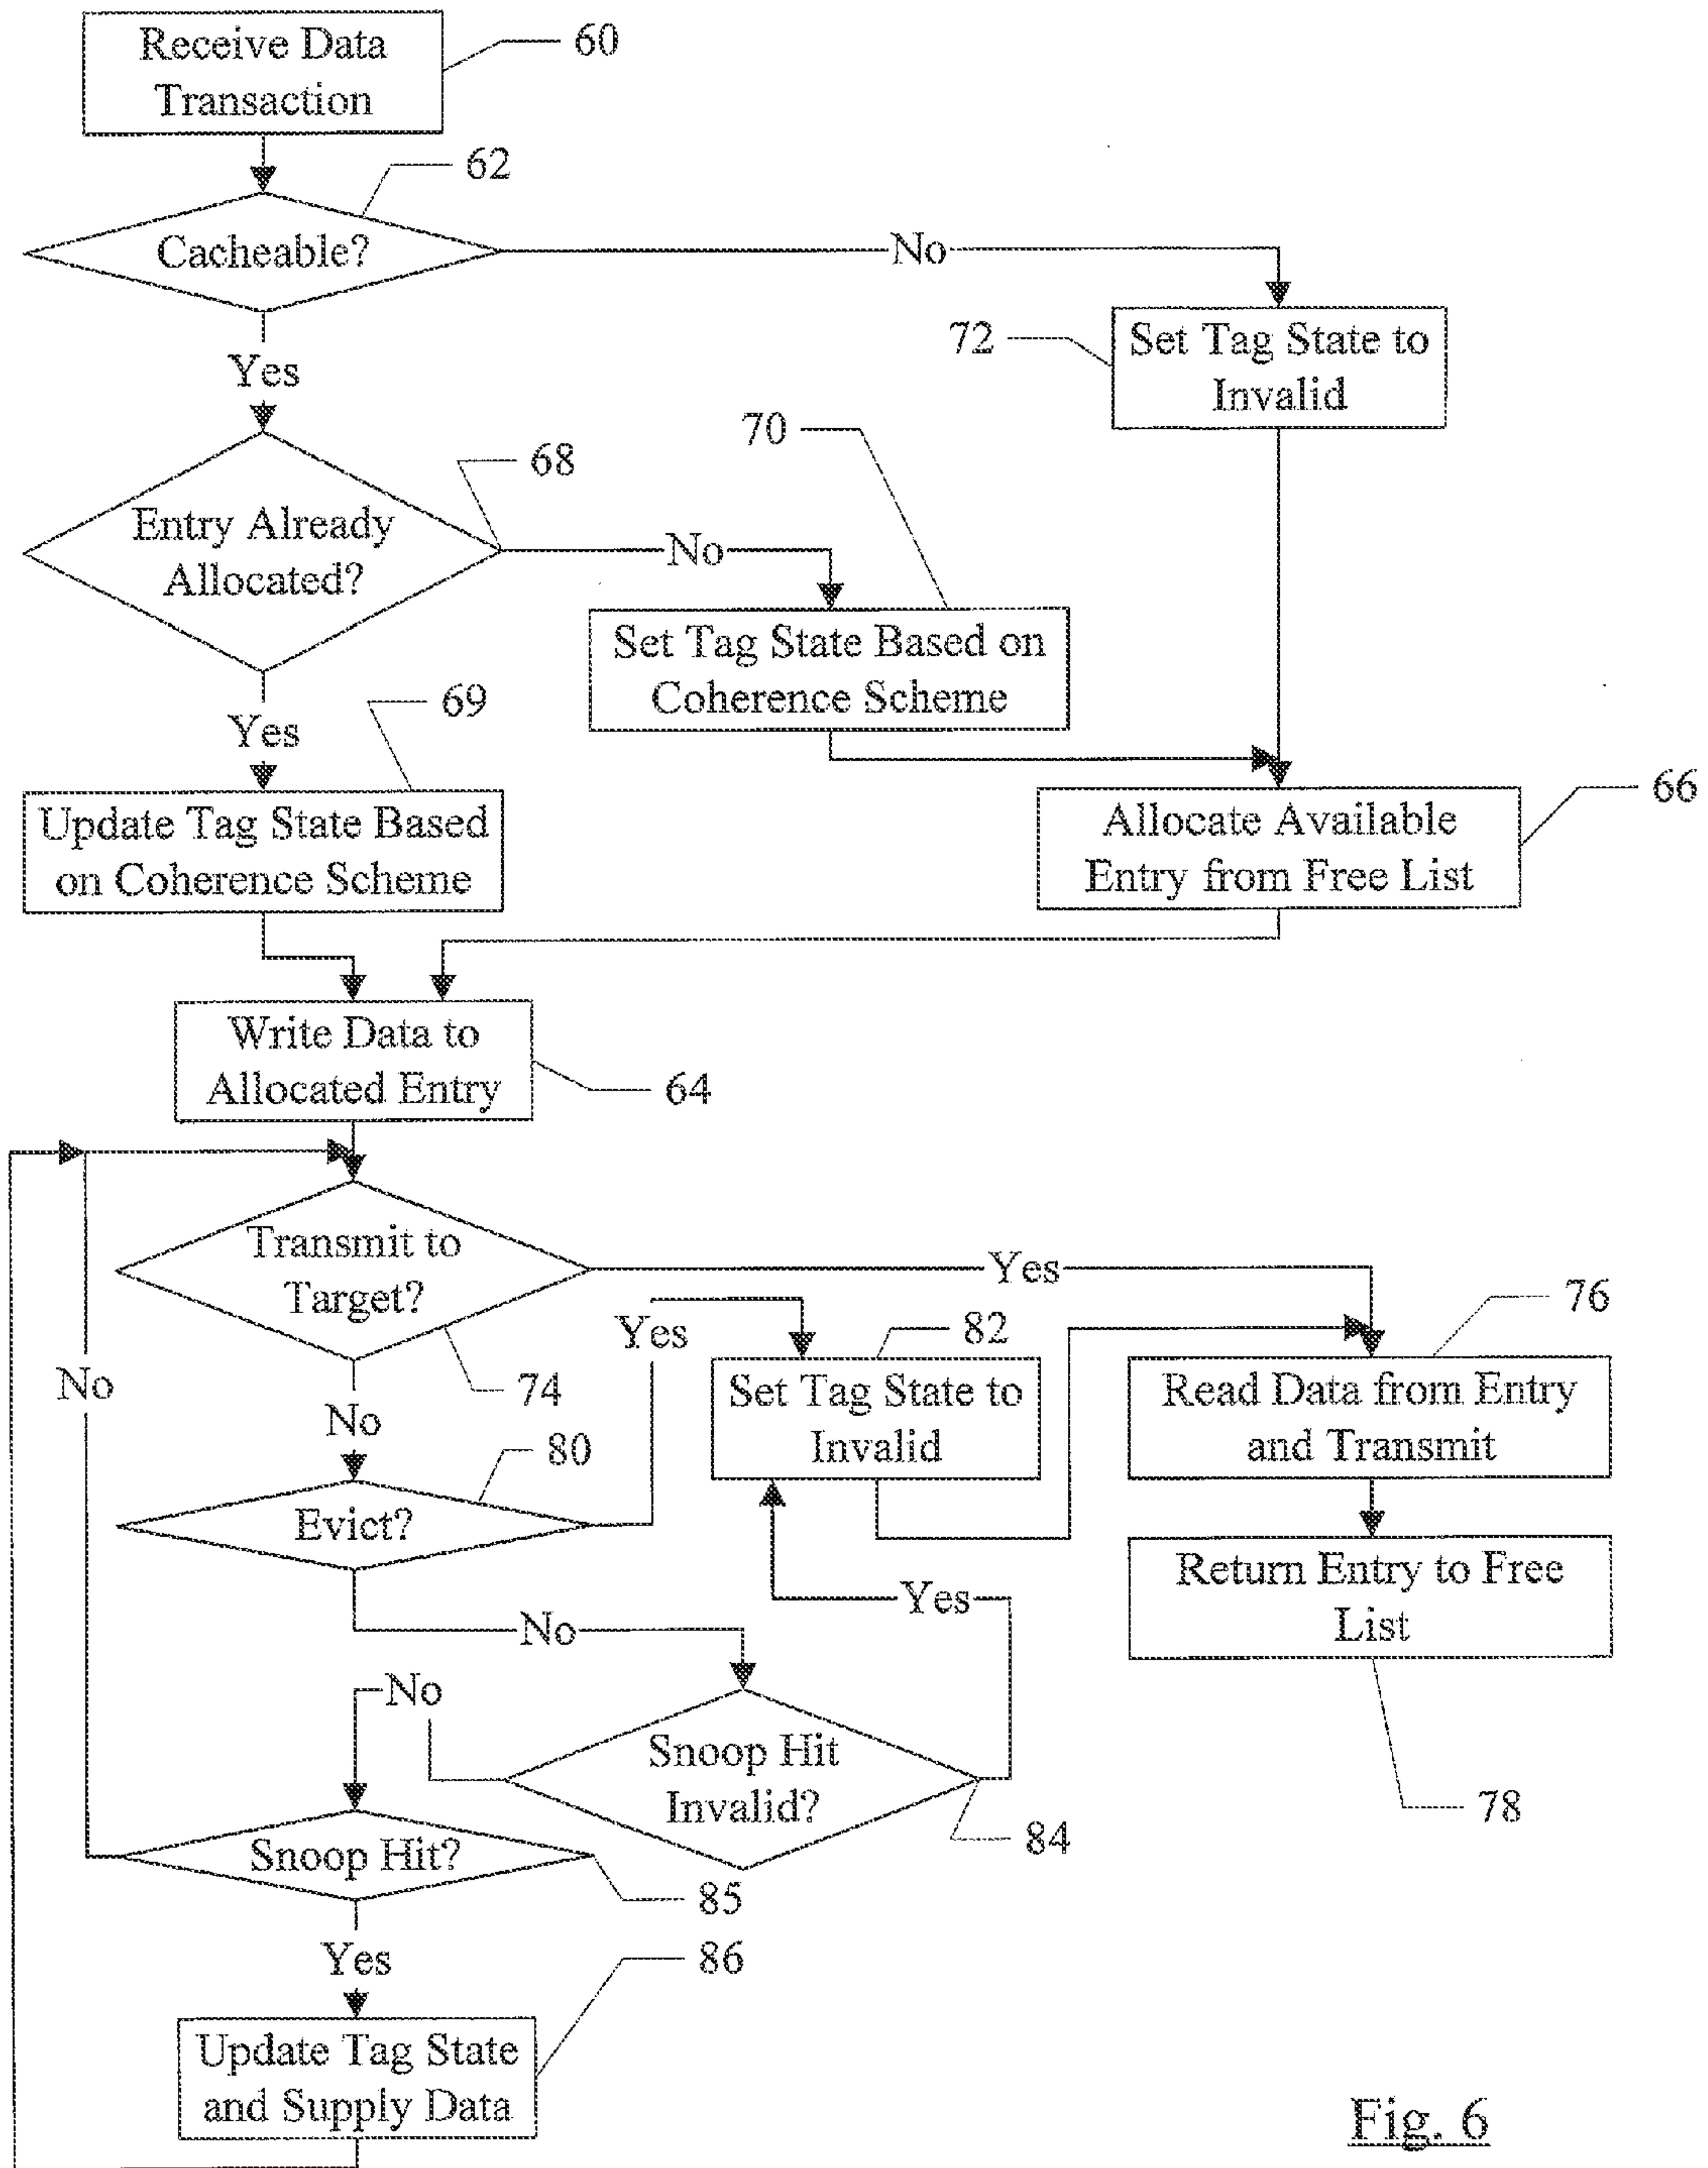 Receive Data
Transaction
60
62
Cacheable?
No
72
Set Tag State to
Invalid
Yes
70
68
Entry Already
Allocated?
No
Set Tag State Based on
Coherence Scheme
69
Yes
66
Update Tag State Based
on Coherence Scheme
Allocate Available
Entry from Free List
Write Data to
Allocated Entry
64
Transmit to
Target?
Yes
76
74
Yes
82
No
Set Tag State to
Invalid
Read Data from Entry
and Transmit
No
80
Evict?
Return Entry to Free
List
Yes
No
No
Snoop Hit
Invalid?
78
84
Snoop Hit?
85
Yes
86
Update Tag State
and Supply Data
Fig. 6